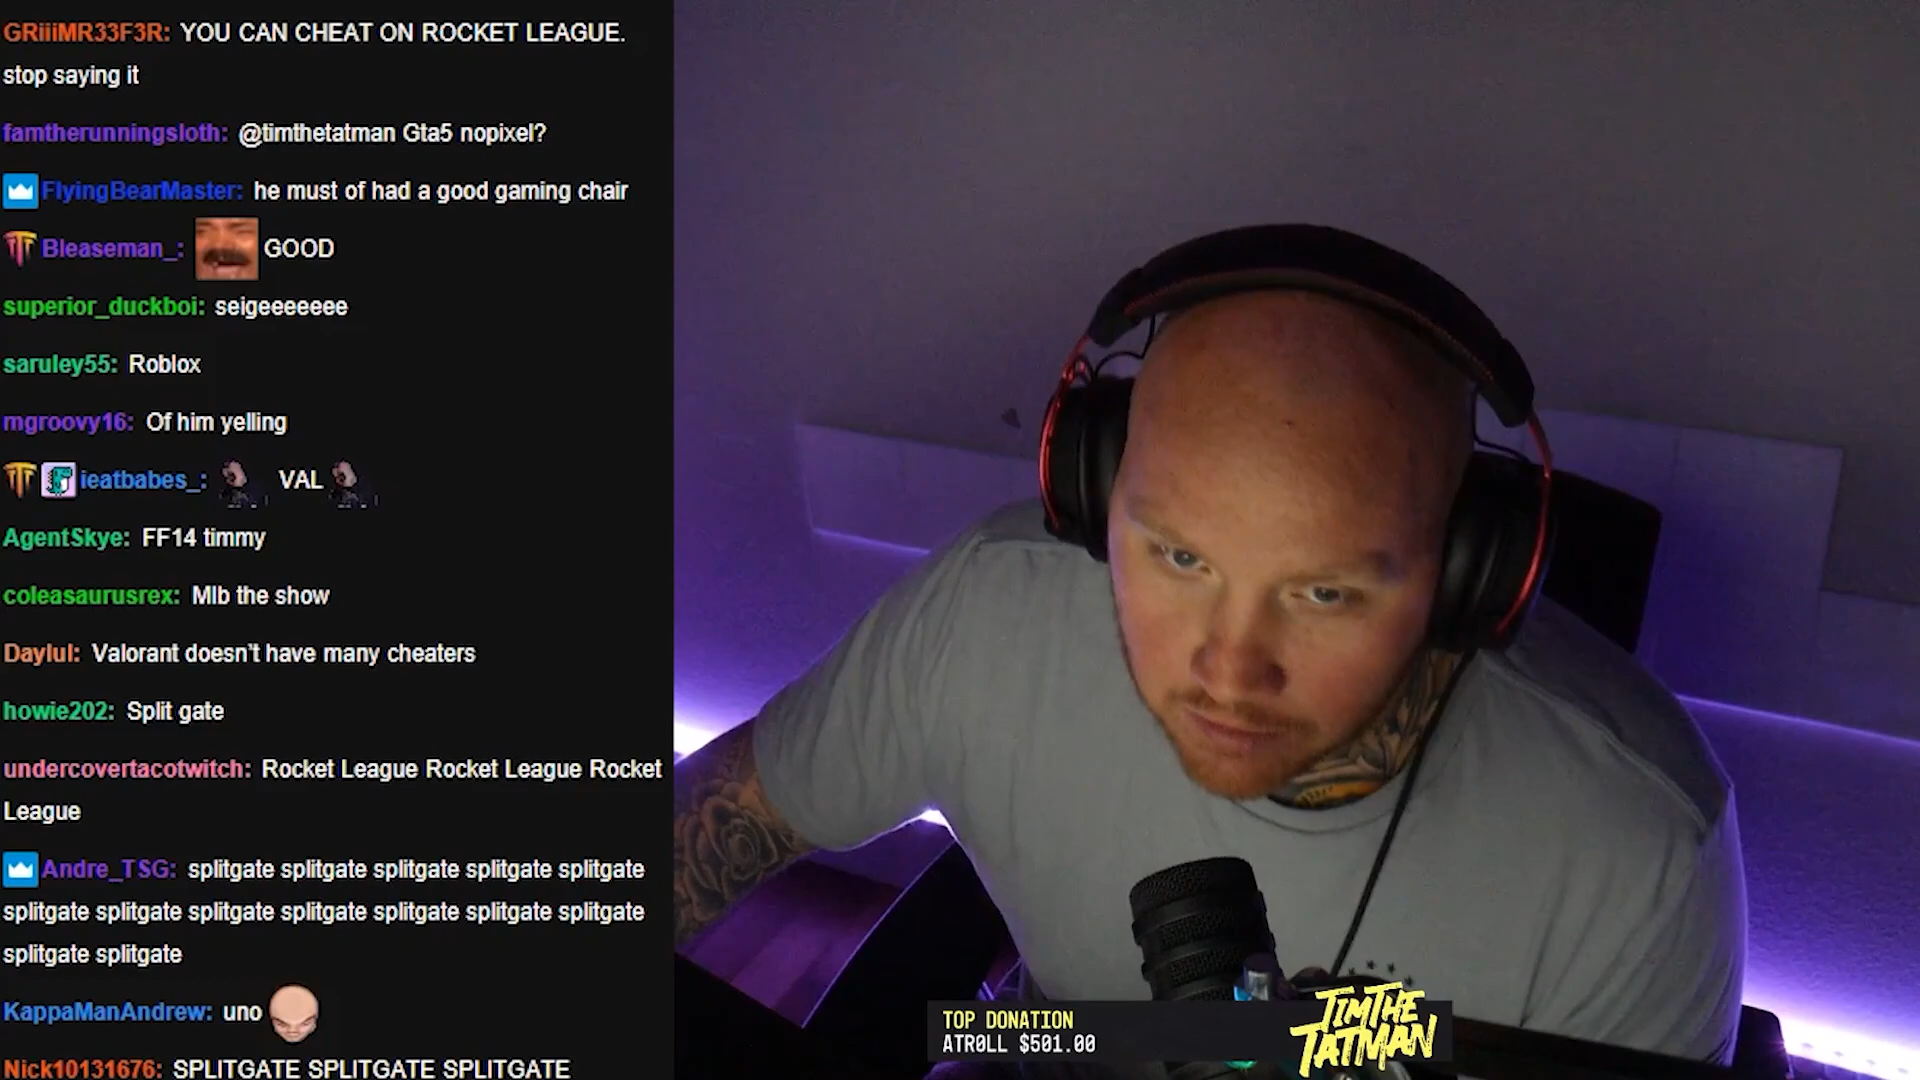 GRiiiMR33F3R: YOU CAN CHEAT ON ROCKET LEAGUE.
stop saying it
famtherunningsloth: @timthetatman Gta5 nopixel?
FlyingBearMaster: he must of had a good gaming chair
Bleaseman_: GOOD
superior_duckboi: seigeeeeeee
saruley55: Roblox
mgroovy16: Of him yelling
ieatbabes_: VAL
AgentSkye: FF14 timmy
coleasaurusrex: Mlb the show
Daylul: Valorant doesn't have many cheaters
howie202: Split gate
undercovertacotwitch: Rocket League Rocket League Rocket
League
Andre_TSG: splitgate splitgate splitgate splitgate splitgate
splitgate splitgate splitgate splitgate splitgate splitgate splitgate
splitgate splitgate
KappaManAndrew: uno
Nick10131676: SPLITGATE SPLITGATE SPLITGATE
TOP DONATION
ATR0LL $501.00
TIMTHE
TATMAN